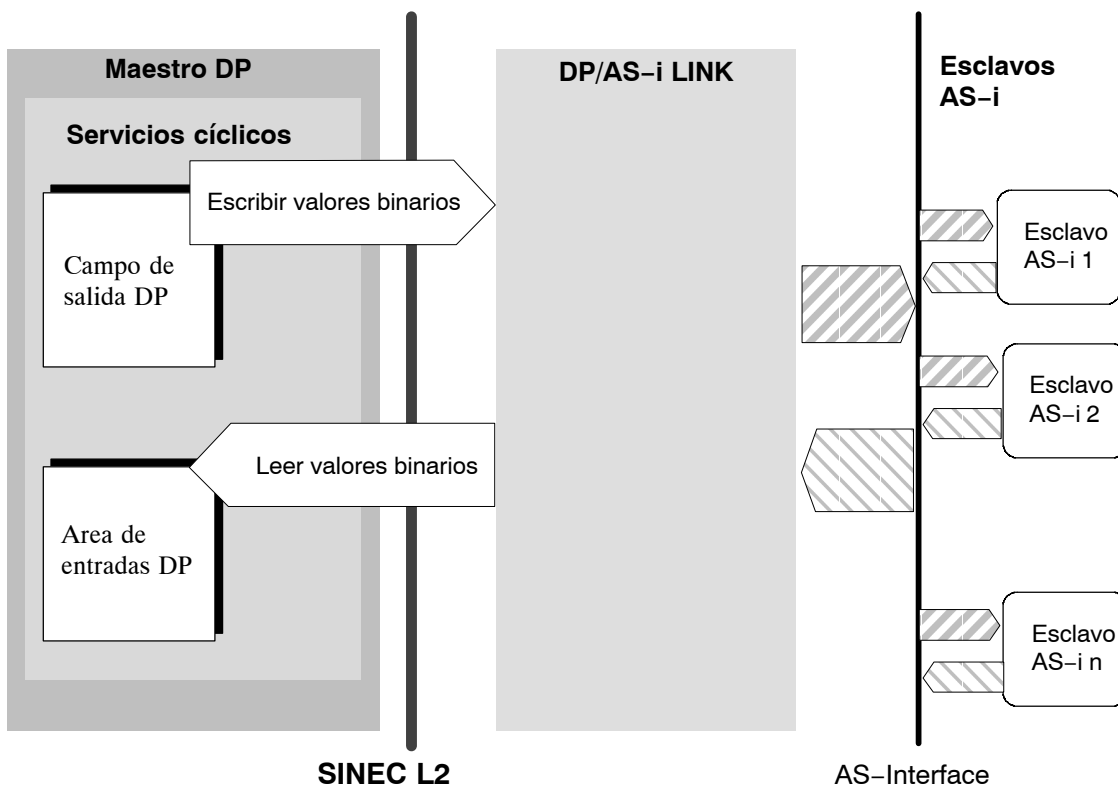 Maestro DP
Servicios cíclicos
Escribir valores binarios
Campo de
salida DP
Leer valores binarios
Area de
entradas DP
SINEC L2
DP/AS–i LINK
Esclavos
AS–i
Esclavo
AS–i 1
Esclavo
AS–i 2
Esclavo
AS–i n
AS–Interface